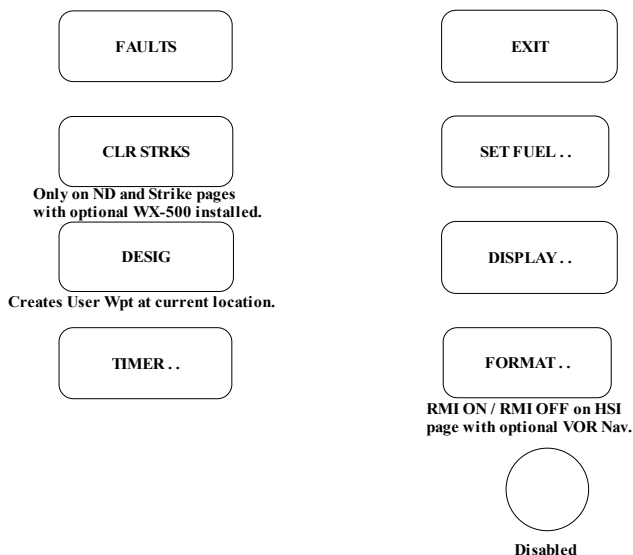 FAULTS
EXIT
CLR STRKS
SET FUEL . .
Only on ND and Strike pages
with optional WX-500 installed.
DESIG
DISPLAY . .
Creates User Wpt at current location.
TIMER . .
FORMAT . .
RMI ON / RMI OFF on HSI
page with optional VOR Nav.
Disabled